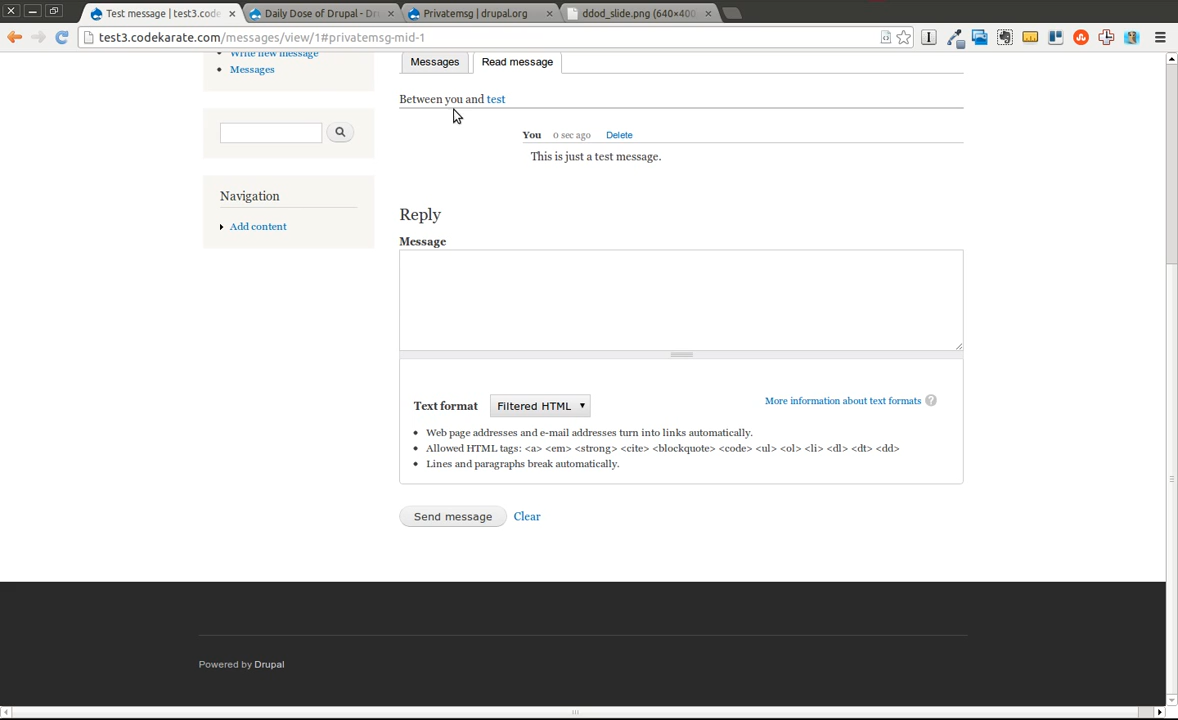 Test message | test3.code
Daily Dose of Drupal - Dr
Privatemsg | drupal.org
ddod_slide.png (640×400
test3.codekarate.com/messages/view/1#privatemsg-mid-1
Write new message
Messages
Messages
Read message
Between you and test
You 0 sec ago Delete
This is just a test message.
Navigation
Add content
Reply
Message
Text format Filtered HTML
More information about text formats ?
Web page addresses and e-mail addresses turn into links automatically.
Allowed HTML tags: <a> <em> <strong> <cite> <blockquote> <code> <ul> <ol> <li> <dl> <dt> <dd>
Lines and paragraphs break automatically.
Send message Clear
Powered by Drupal